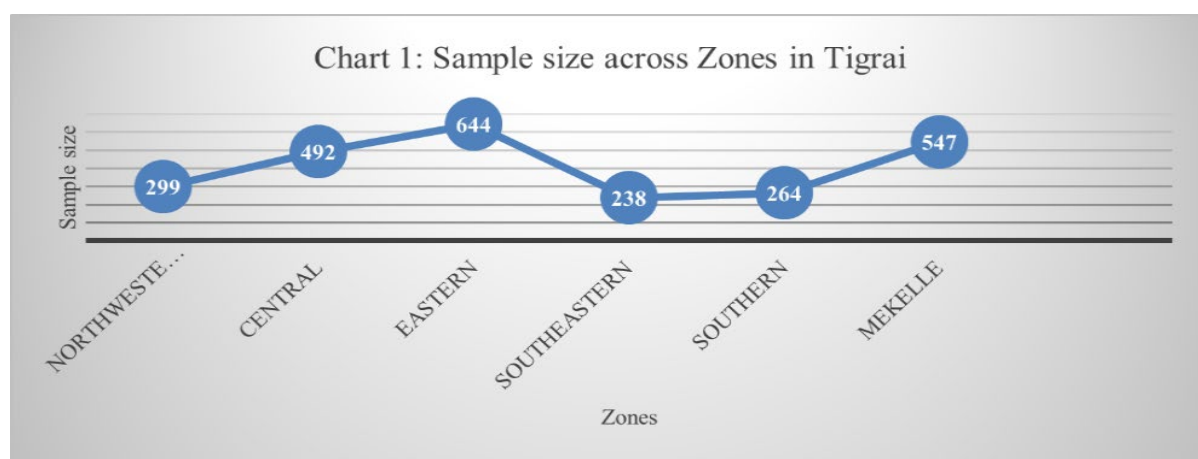 Chart 1: Sample size across Zones in Tigrai
Sample size
299
492
644
238
264
547
NORTHWESTE...
CENTRAL
EASTERN
SOUTHEASTERN
SOUTHERN
MEKELLE
Zones